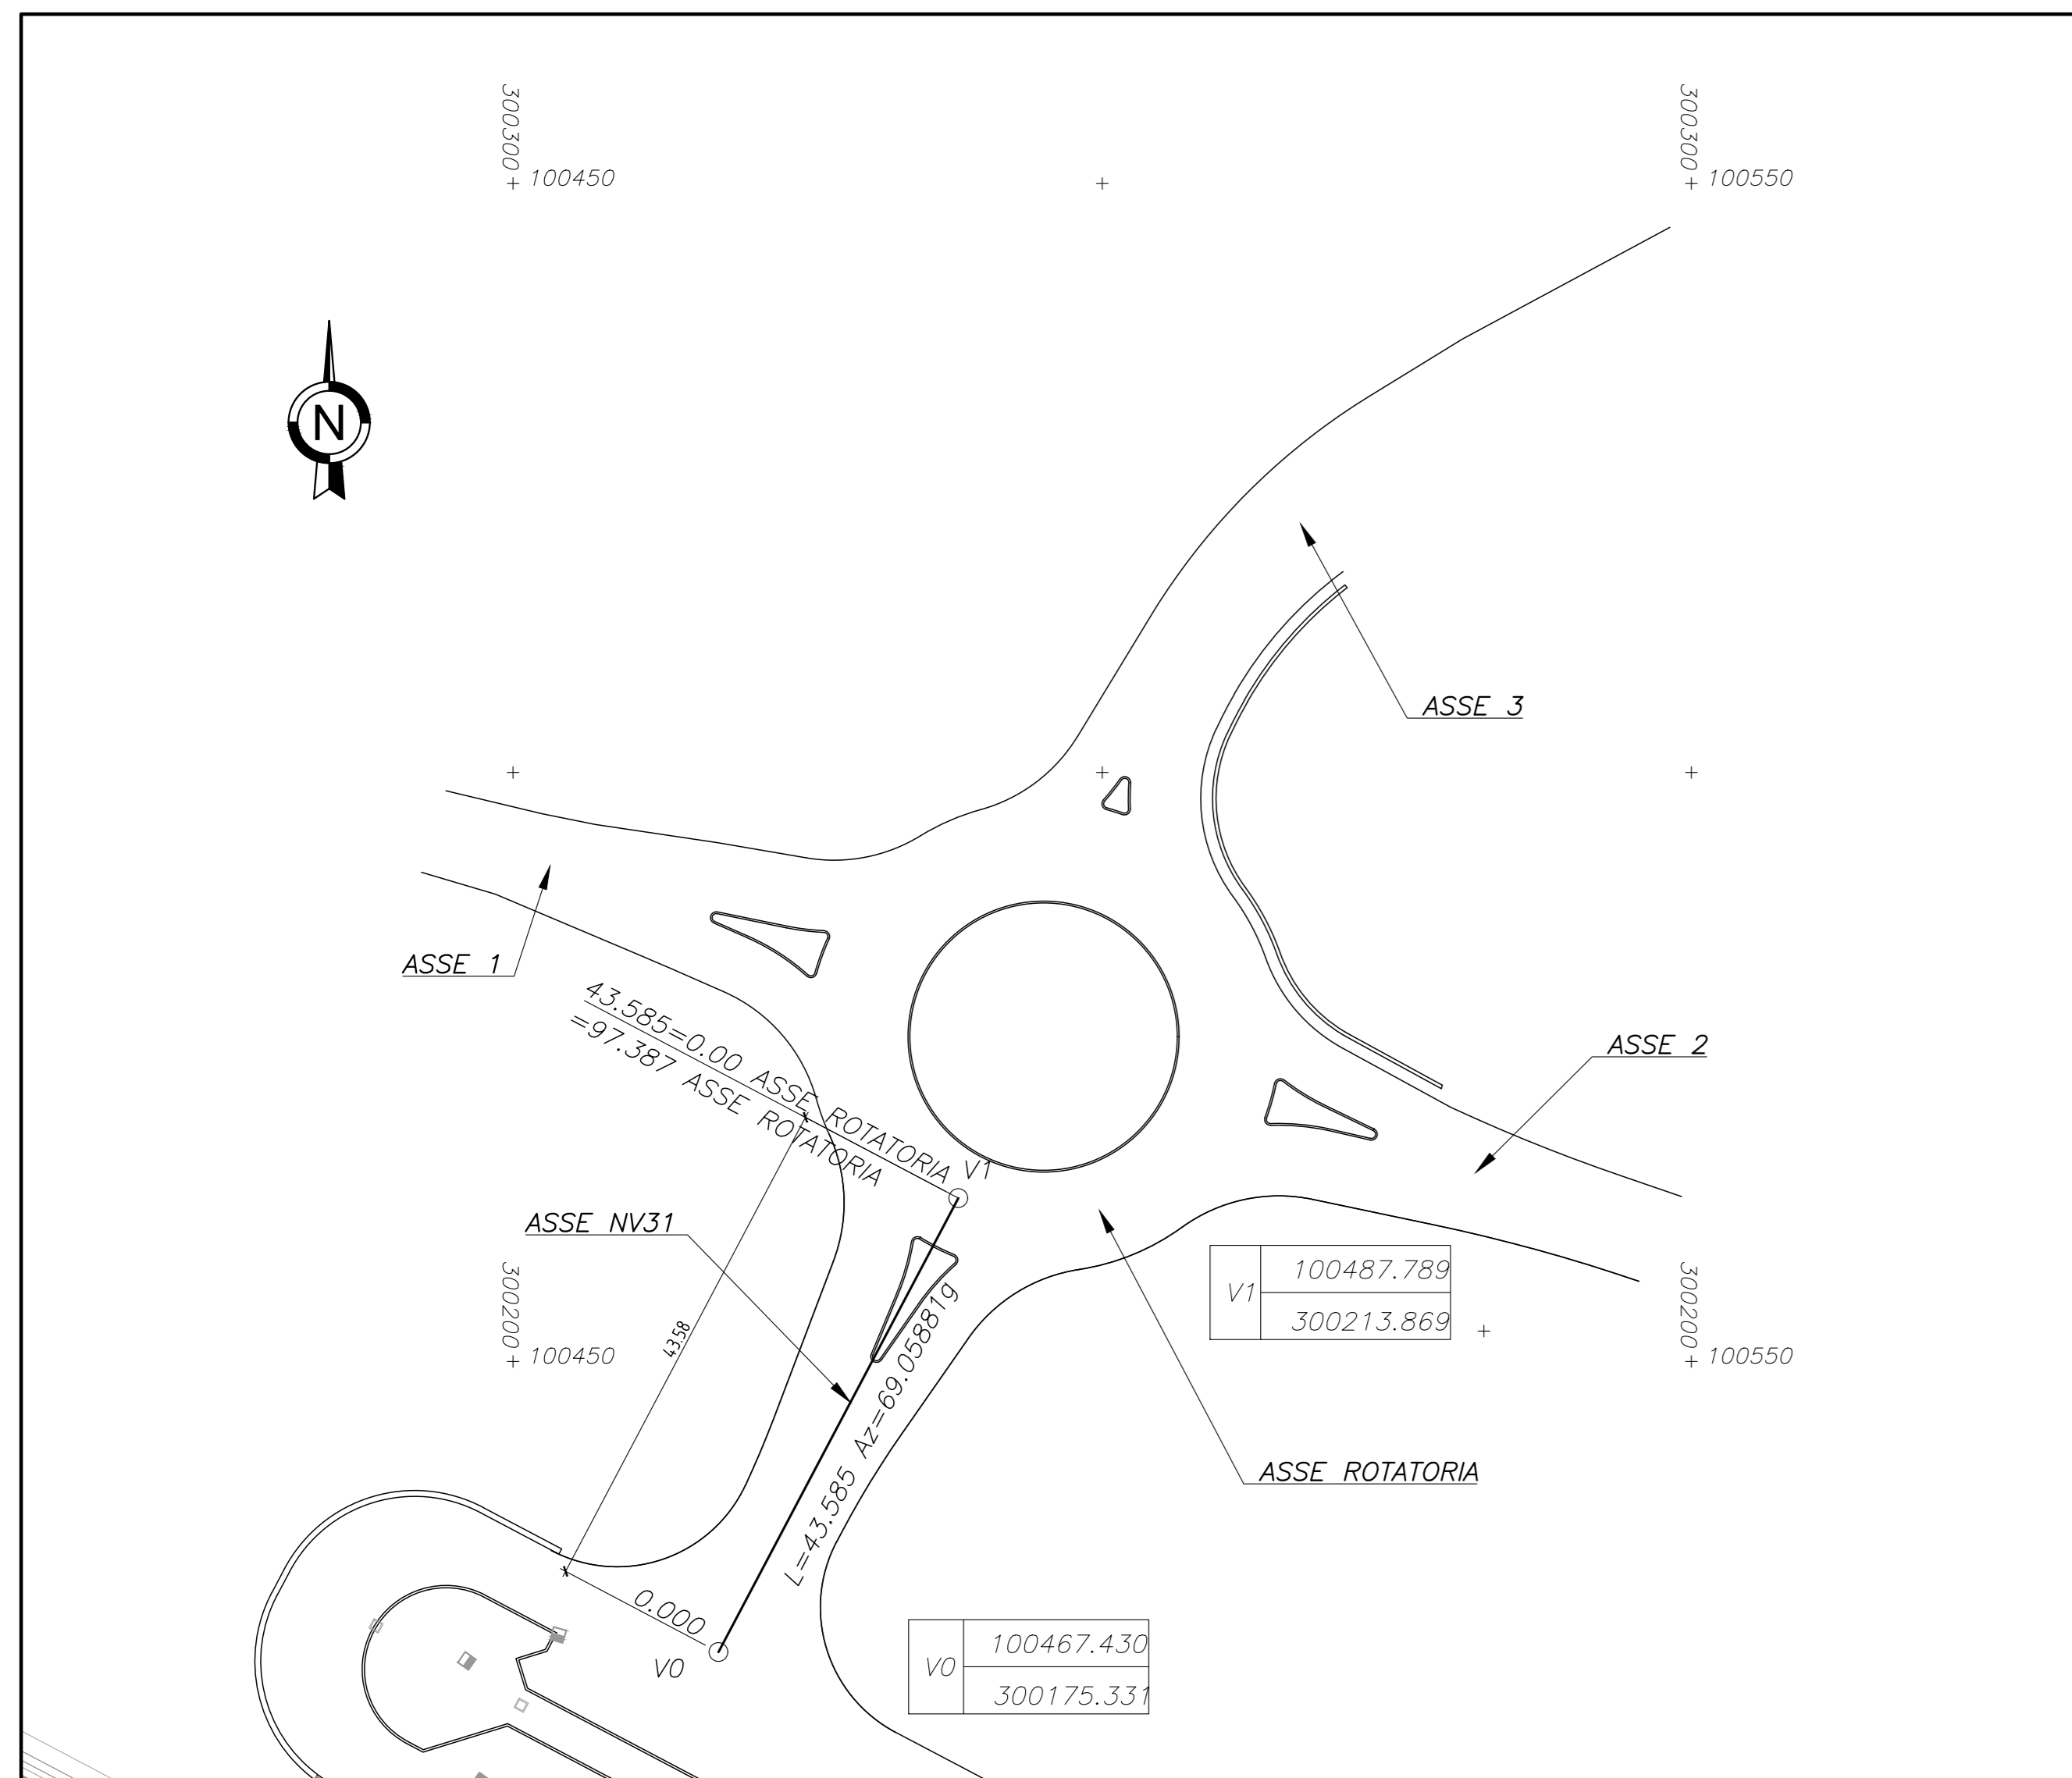 300300
100450
300300
100550
N
ASSE 3
ASSE 1
43.585=0.00 ASSE ROTATORIA
=97.387 ASSE ROTATORIA
V1
ASSE 2
ASSE NV31
300200
100450
43.58
L=43.585 Az=69.05881g
V1
100487.789
300213.869
300200
100550
ASSE ROTATORIA
0.000
V0
V0
100467.430
300175.331